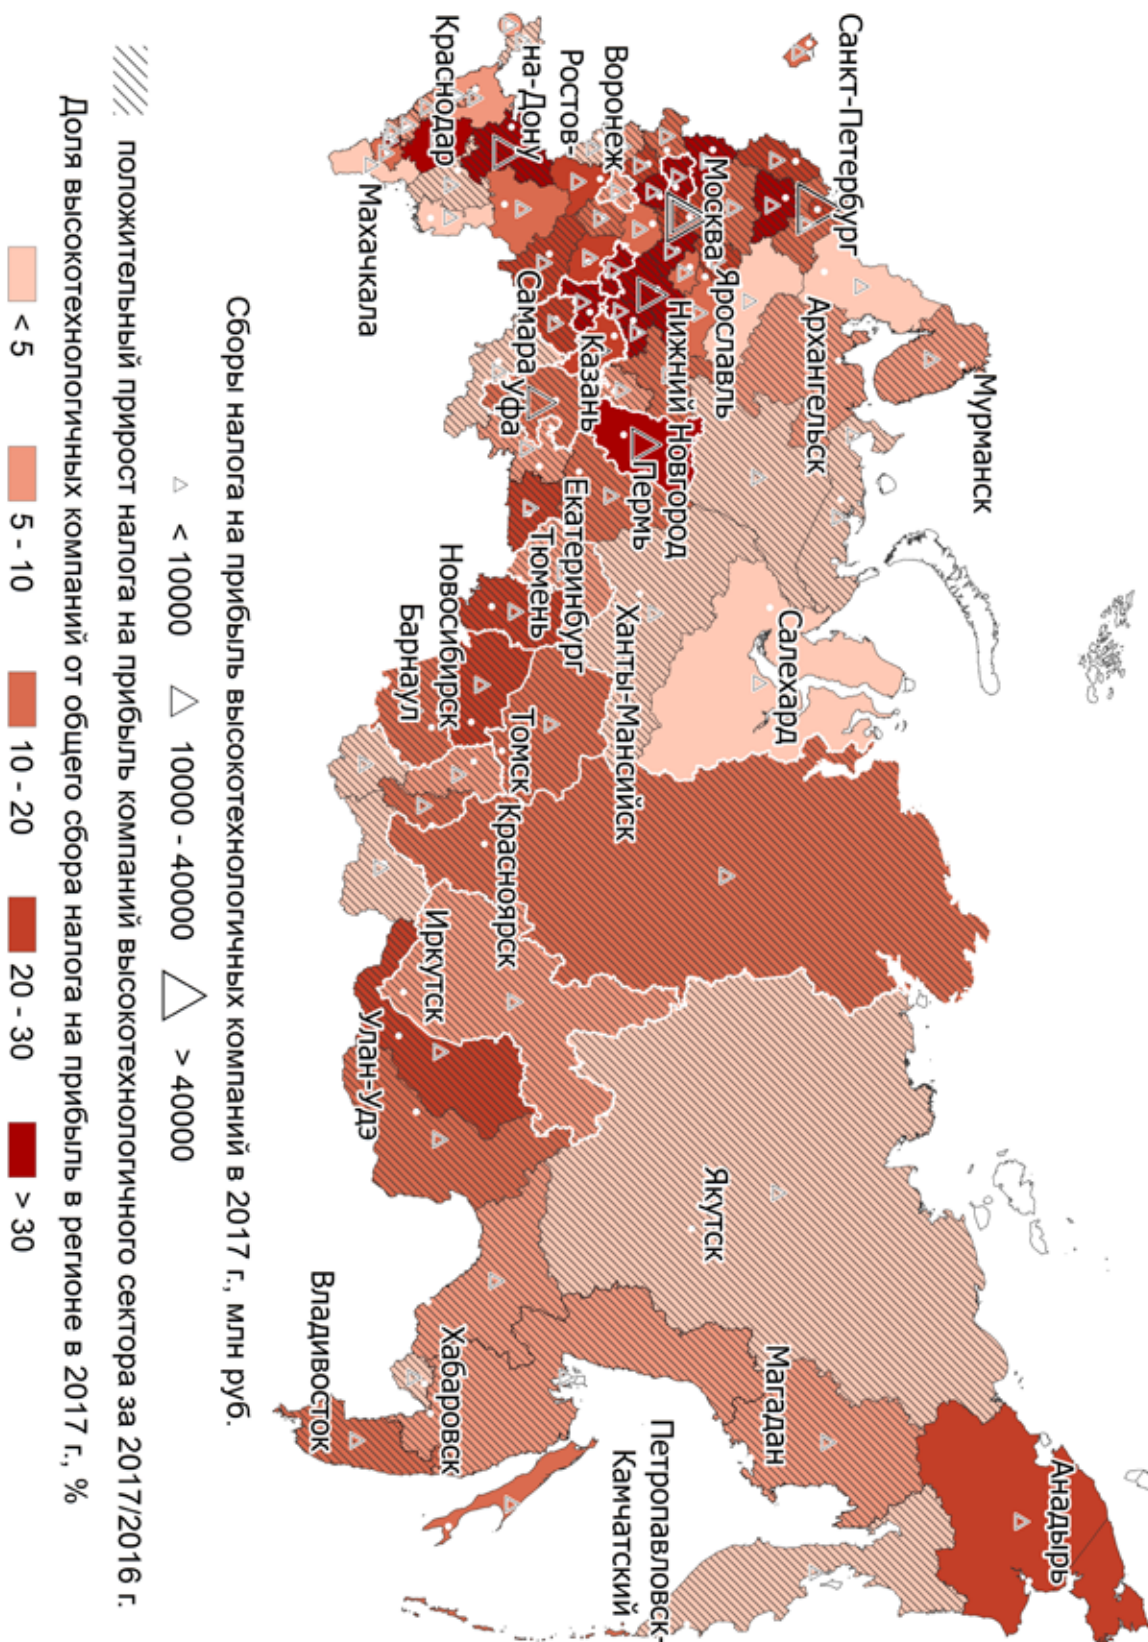 Мурманск
Санкт-Петербург
Архангельск
Анадырь
Салехард
Ярославль
Москва
Нижний Новгород
Якутск
Магадан
Воронеж
Пермь
Ханты-Мансийск
Петропавловск-
Камчатский
Ростов-
на-Дону
Казань
Екатеринбург
Самара
Уфа
Тюмень
Томск
Красноярск
Краснодар
Новосибирск
Барнаул
Иркутск
Хабаровск
Махачкала
Улан-Удэ
Владивосток
Сборы налога на прибыль высокотехнологичных компаний в 2017 г., млн руб.
< 10000 1000 - 40000 > 40000
положительный прирост налога на прибыль компаний высокотехнологичного сектора за 2017/2016 г.
Доля высокотехнологичных компаний от общего сбора налога на прибыль в регионе в 2017 г., %
< 5 5 - 10 10 - 20 20 - 30 > 30